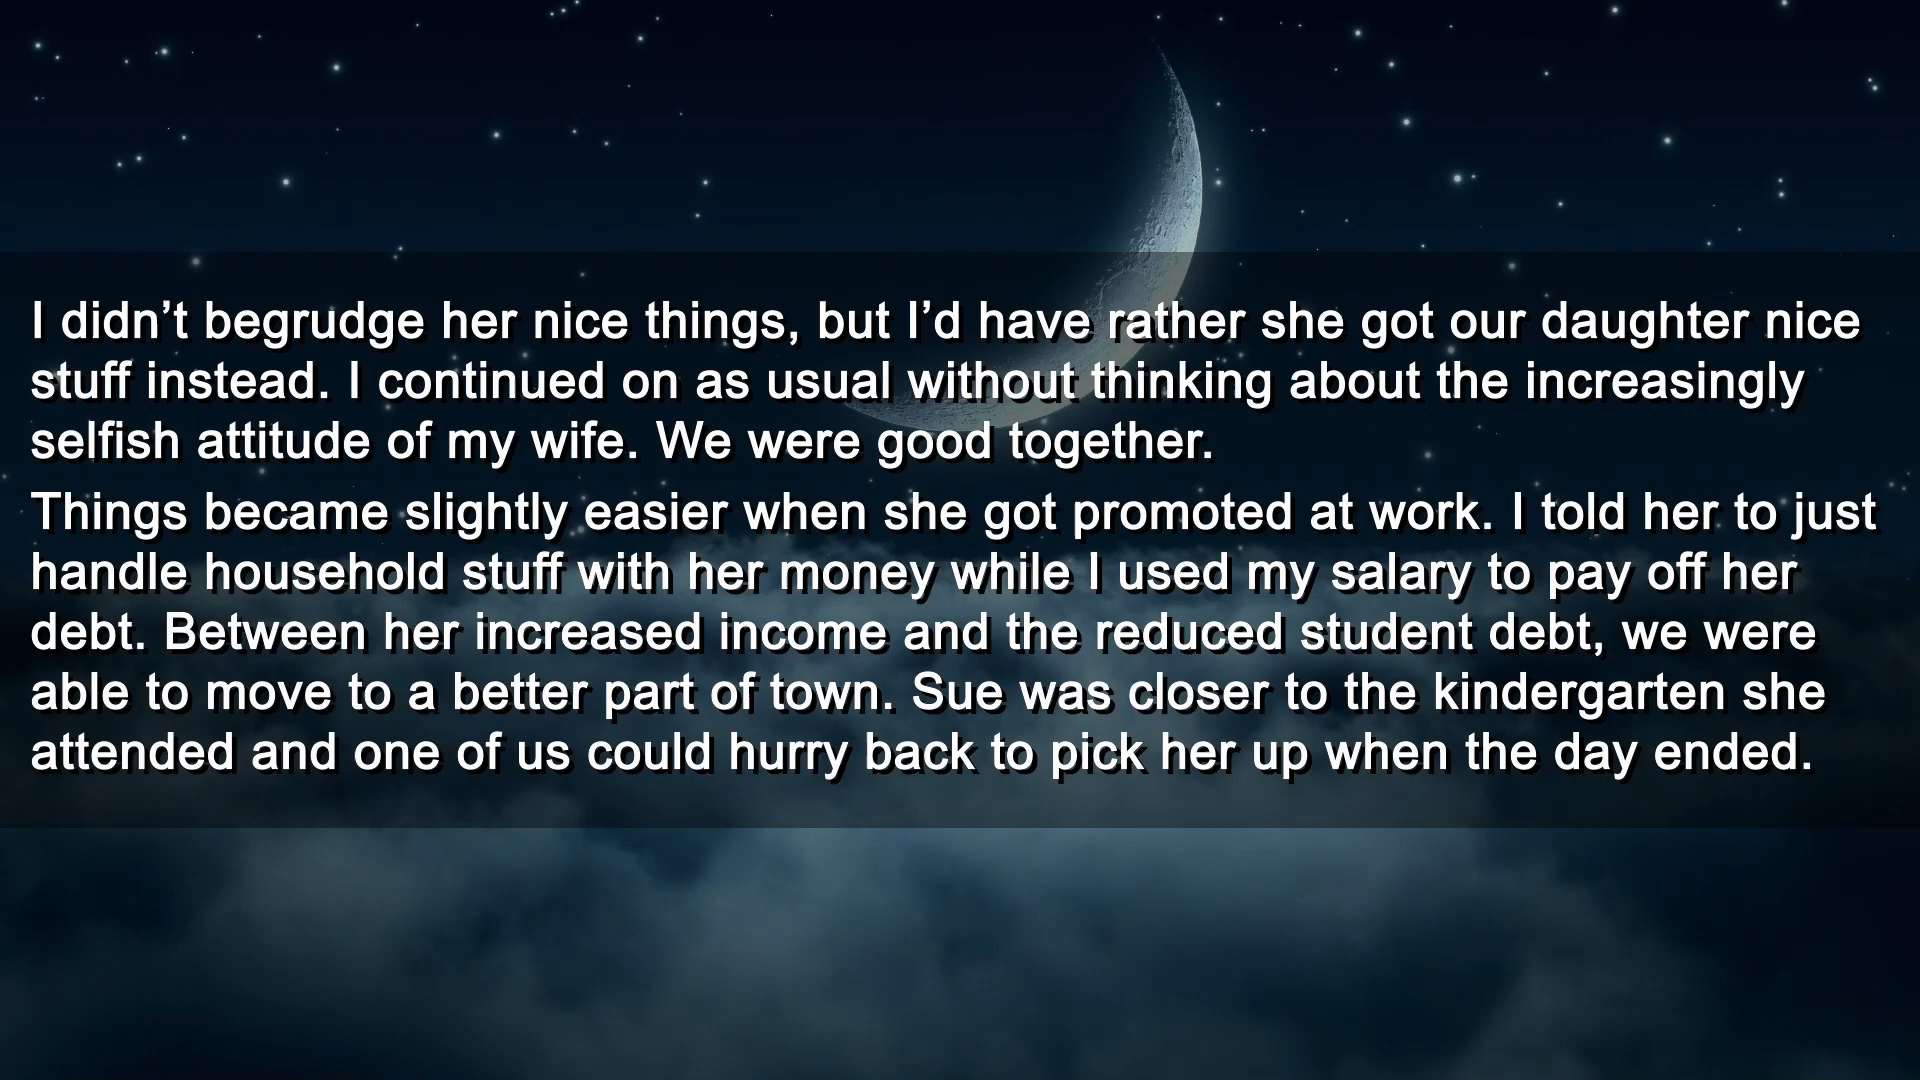 I didn’t begrudge her nice things, but I’d have rather she got our daughter nice
stuff instead. I continued on as usual without thinking about the increasingly
selfish attitude of my wife. We were good together.
Things became slightly easier when she got promoted at work. I told her to just
handle household stuff with her money while I used my salary to pay off her
debt. Between her increased income and the reduced student debt, we were
able to move to a better part of town. Sue was closer to the kindergarten she
attended and one of us could hurry back to pick her up when the day ended.